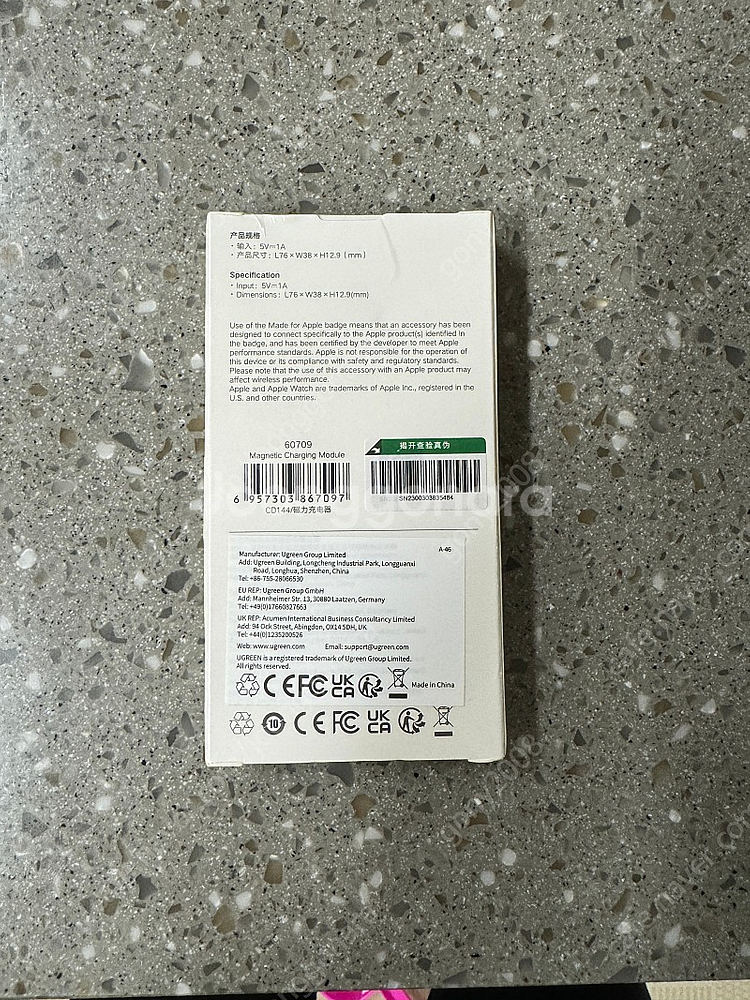 产品规格
· 输入: 5V⎓1A
· 产品尺寸: L76×W38×H12.9 (mm)
Specification
· Input: 5V⎓1A
· Dimensions: L76×W38×H12.9(mm)
Use of the Made for Apple badge means that an accessory has been
designed to connect specifically to the Apple product(s) identified in
the badge, and has been certified by the developer to meet Apple
performance standards. Apple is not responsible for the operation of
this device or its compliance with safety and regulatory standards.
Please note that the use of this accessory with an Apple product may
affect wireless performance.
Apple and Apple Watch are trademarks of Apple Inc., registered in the
U.S. and other countries.
60709
Magnetic Charging Module
6 957303 867097
CD144/磁力充电器
揭开查验真伪
Manufacturer: Ugreen Group Limited
A-46
Add: Ugreen Building, Longcheng Industrial Park, Longguanxi
Road, Longhua, Shenzhen, China
Tel: +86-755-28066530
EU REP: Ugreen Group GmbH
Add: Mannheimer Str. 13, 30880 Laatzen, Germany
Tel: +49(0)17660827663
UK REP: Acumen International Business Consultancy Limited
Add: 94 Ock Street, Abingdon, OX14 5DH, UK
Tel: +44(0)1235200526
Web: www.ugreen.com Email: support@ugreen.com
UGREEN is a registered trademark of Ugreen Group Limited.
All rights reserved.
CE FC UK CA Made in China
10 CE FC UK CA